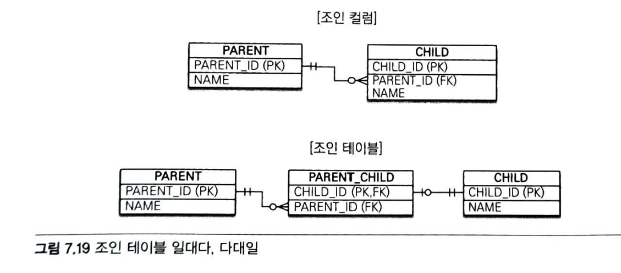 [조인 컬럼]
PARENT
PARENT_ID (PK)
NAME
CHILD
CHILD_ID (PK)
PARENT_ID (FK)
NAME
[조인 테이블]
PARENT
PARENT_ID (PK)
NAME
PARENT_CHILD
CHILD_ID (PK,FK)
PARENT_ID (FK)
CHILD
CHILD_ID (PK)
NAME
그림 7.19 조인 테이블 일대다, 다대일